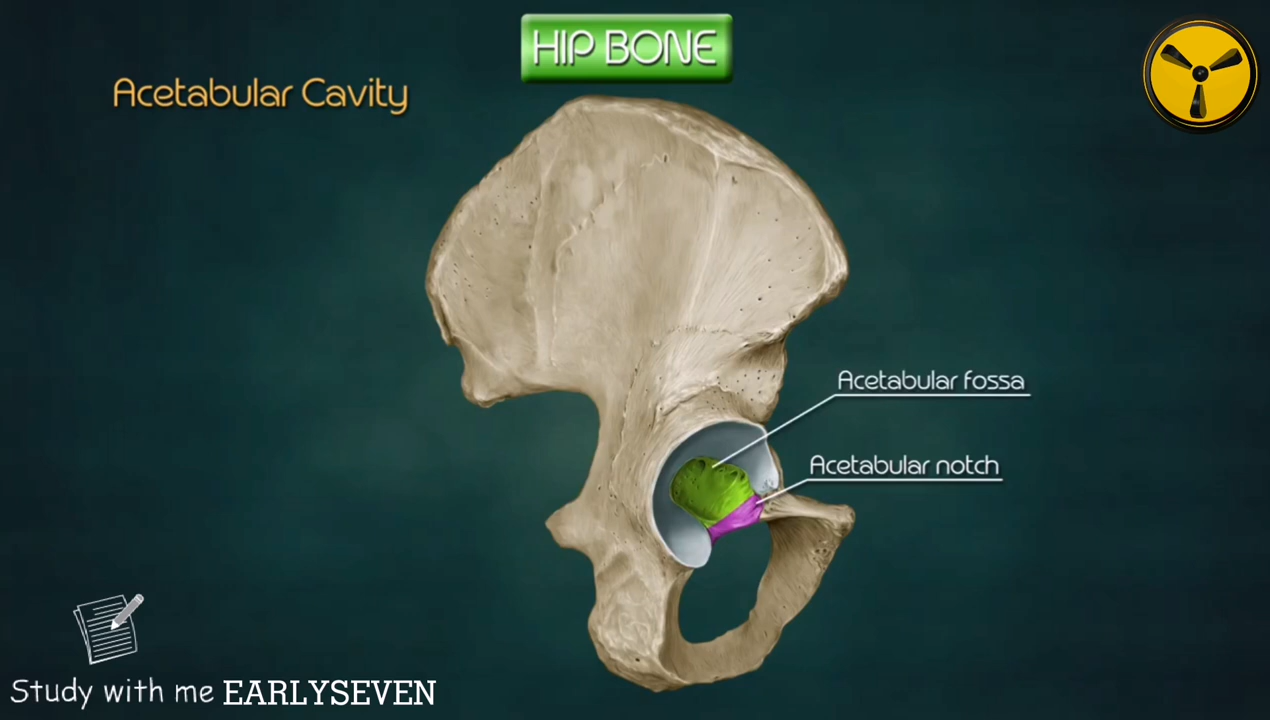 HIP BONE
Acetabular Cavity
Acetabular fossa
Acetabular notch
Study with me EARLYSEVEN